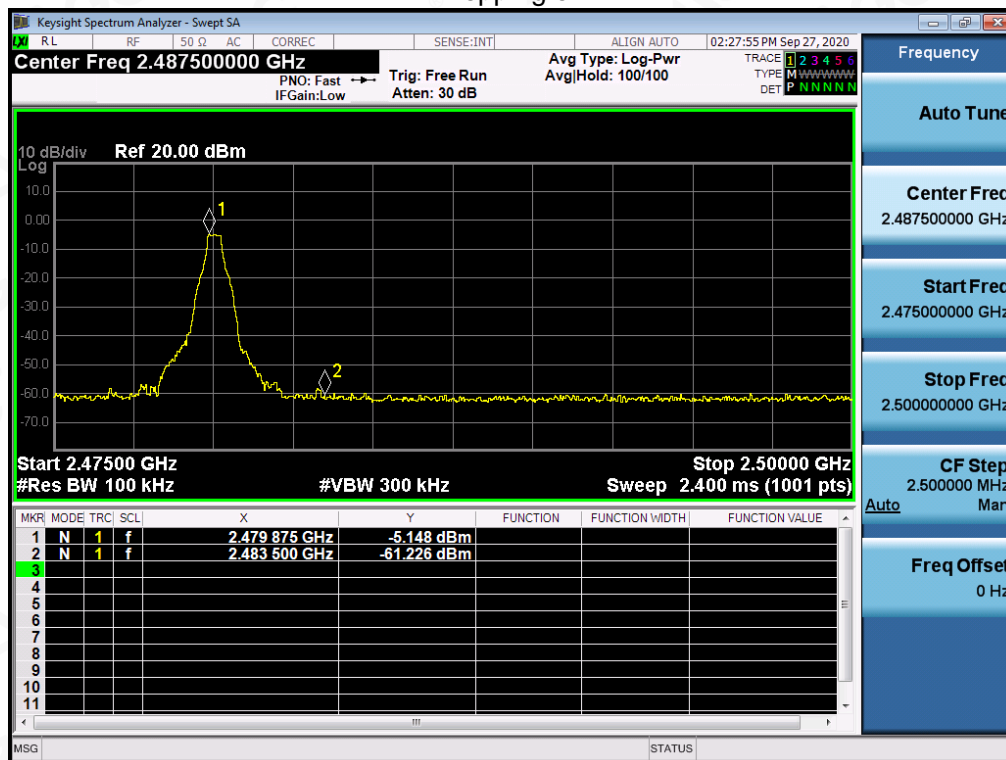 Keysight Spectrum Analyzer - Swept SA
LXI RL RF 50 Ω AC CORREC SENSE:INT ALIGN AUTO 02:27:55 PM Sep 27, 2020
Center Freq 2.487500000 GHz
PNO: Fast
IFGain:Low
Trig: Free Run
Atten: 30 dB
Avg Type: Log-Pwr
Avg|Hold: 100/100
TRACE 1 2 3 4 5 6
TYPE M W W W W W
DET P N N N N N
10 dB/div Ref 20.00 dBm
Log
10.0
0.00
-10.0
-20.0
-30.0
-40.0
-50.0
-60.0
-70.0
1
2
Start 2.47500 GHz Stop 2.50000 GHz
#Res BW 100 kHz #VBW 300 kHz Sweep 2.400 ms (1001 pts)
MKR MODE TRC SCL X Y FUNCTION FUNCTION WIDTH FUNCTION VALUE
1 N 1 f 2.479 875 GHz -5.148 dBm
2 N 1 f 2.483 500 GHz -61.226 dBm
3
4
5
6
7
8
9
10
11
MSG STATUS
Frequency
Auto Tune
Center Freq
2.487500000 GHz
Start Freq
2.475000000 GHz
Stop Freq
2.500000000 GHz
CF Step
2.500000 MHz
Auto Man
Freq Offset
0 Hz